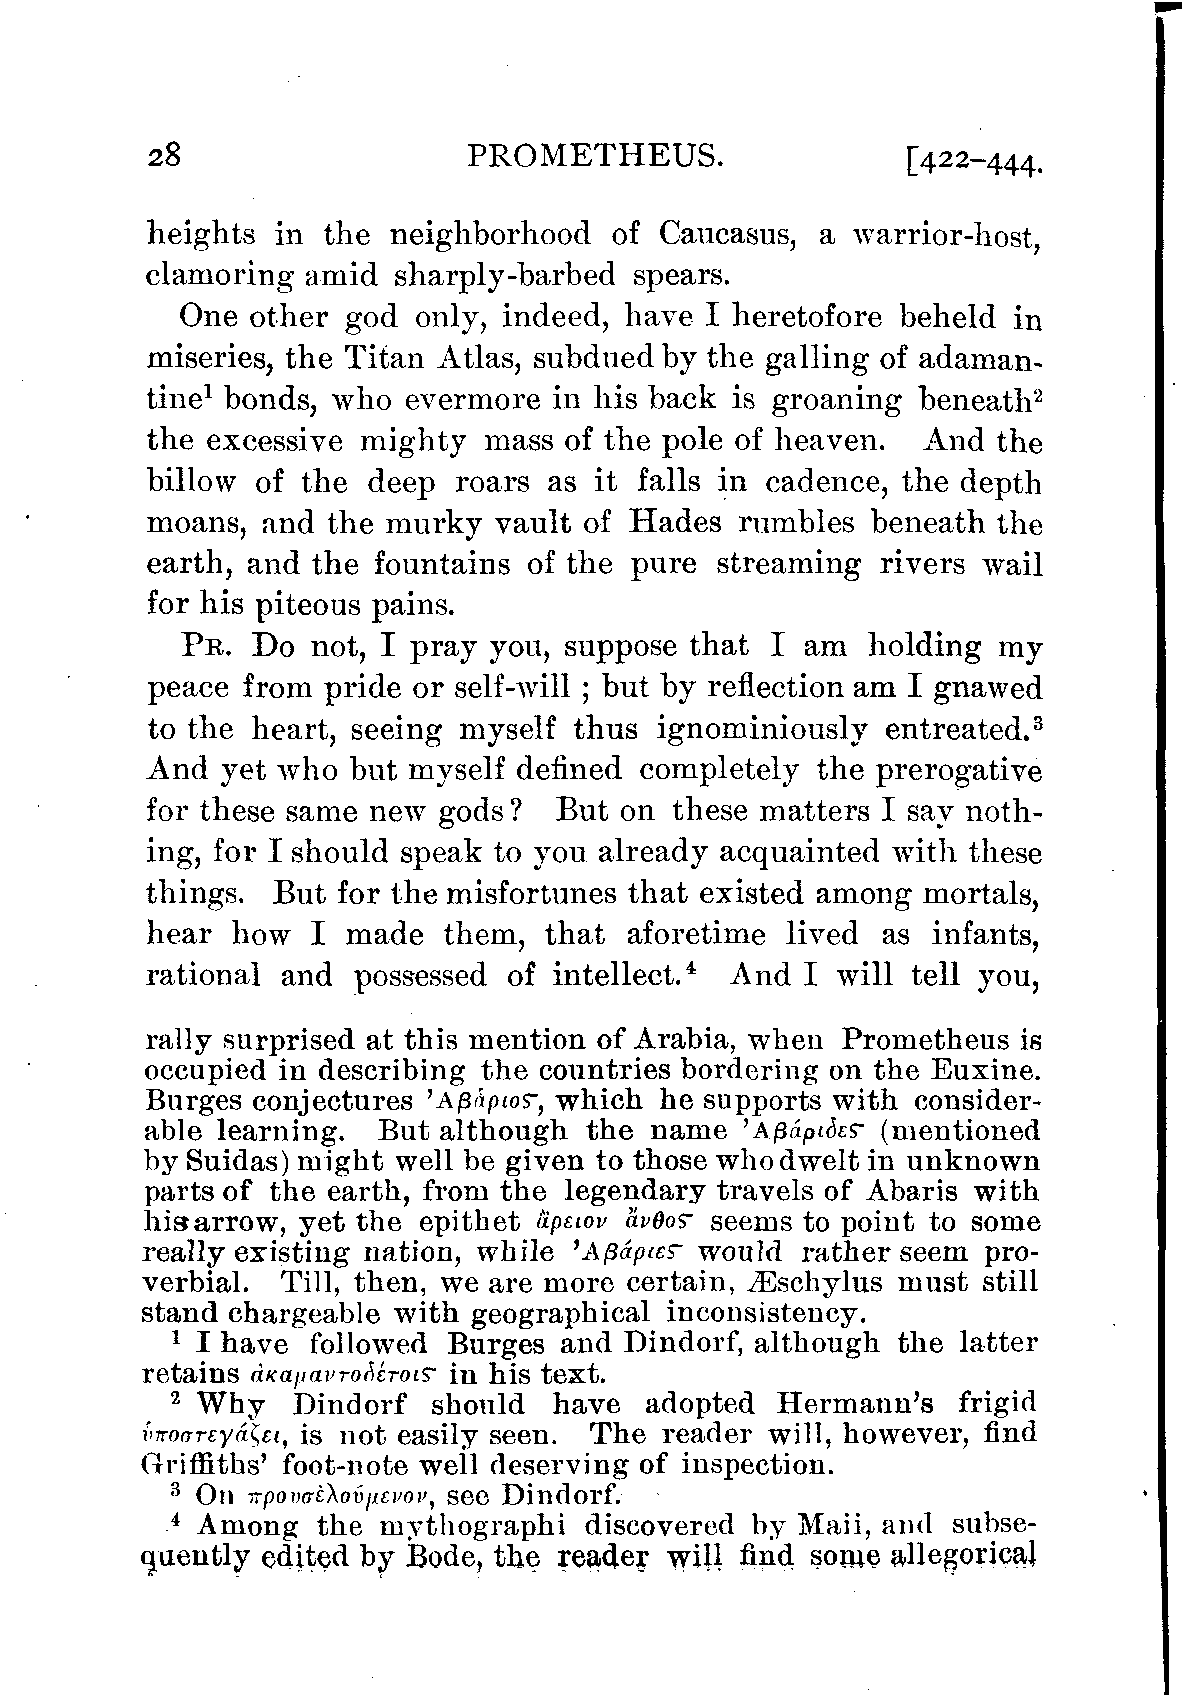 28 PROMETHEUS. [422–444.
heights in the neighborhood of Caucasus, a warrior-host,
clamoring amid sharply-barbed spears.
One other god only, indeed, have I heretofore beheld in
miseries, the Titan Atlas, subdued by the galling of adaman-
tine¹ bonds, who evermore in his back is groaning beneath²
the excessive mighty mass of the pole of heaven. And the
billow of the deep roars as it falls in cadence, the depth
moans, and the murky vault of Hades rumbles beneath the
earth, and the fountains of the pure streaming rivers wail
for his piteous pains.
PR. Do not, I pray you, suppose that I am holding my
peace from pride or self-will ; but by reflection am I gnawed
to the heart, seeing myself thus ignominiously entreated.³
And yet who but myself defined completely the prerogative
for these same new gods? But on these matters I say noth-
ing, for I should speak to you already acquainted with these
things. But for the misfortunes that existed among mortals,
hear how I made them, that aforetime lived as infants,
rational and possessed of intellect.⁴ And I will tell you,
rally surprised at this mention of Arabia, when Prometheus is
occupied in describing the countries bordering on the Euxine.
Burges conjectures Ἀβάριος, which he supports with consider-
able learning. But although the name Ἀβάριδες (mentioned
by Suidas) might well be given to those who dwelt in unknown
parts of the earth, from the legendary travels of Abaris with
his arrow, yet the epithet ἄρειον ἄνθος seems to point to some
really existing nation, while Ἀβάριες would rather seem pro-
verbial. Till, then, we are more certain, Æschylus must still
stand chargeable with geographical inconsistency.
¹ I have followed Burges and Dindorf, although the latter
retains ἀκαμαντοδέτοις in his text.
² Why Dindorf should have adopted Hermann's frigid
ὑποστεγάζει, is not easily seen. The reader will, however, find
Griffiths' foot-note well deserving of inspection.
³ On προυσὲλούμενον, see Dindorf.
⁴ Among the mythographi discovered by Maii, and subse-
quently edited by Bode, the reader will find some allegorical